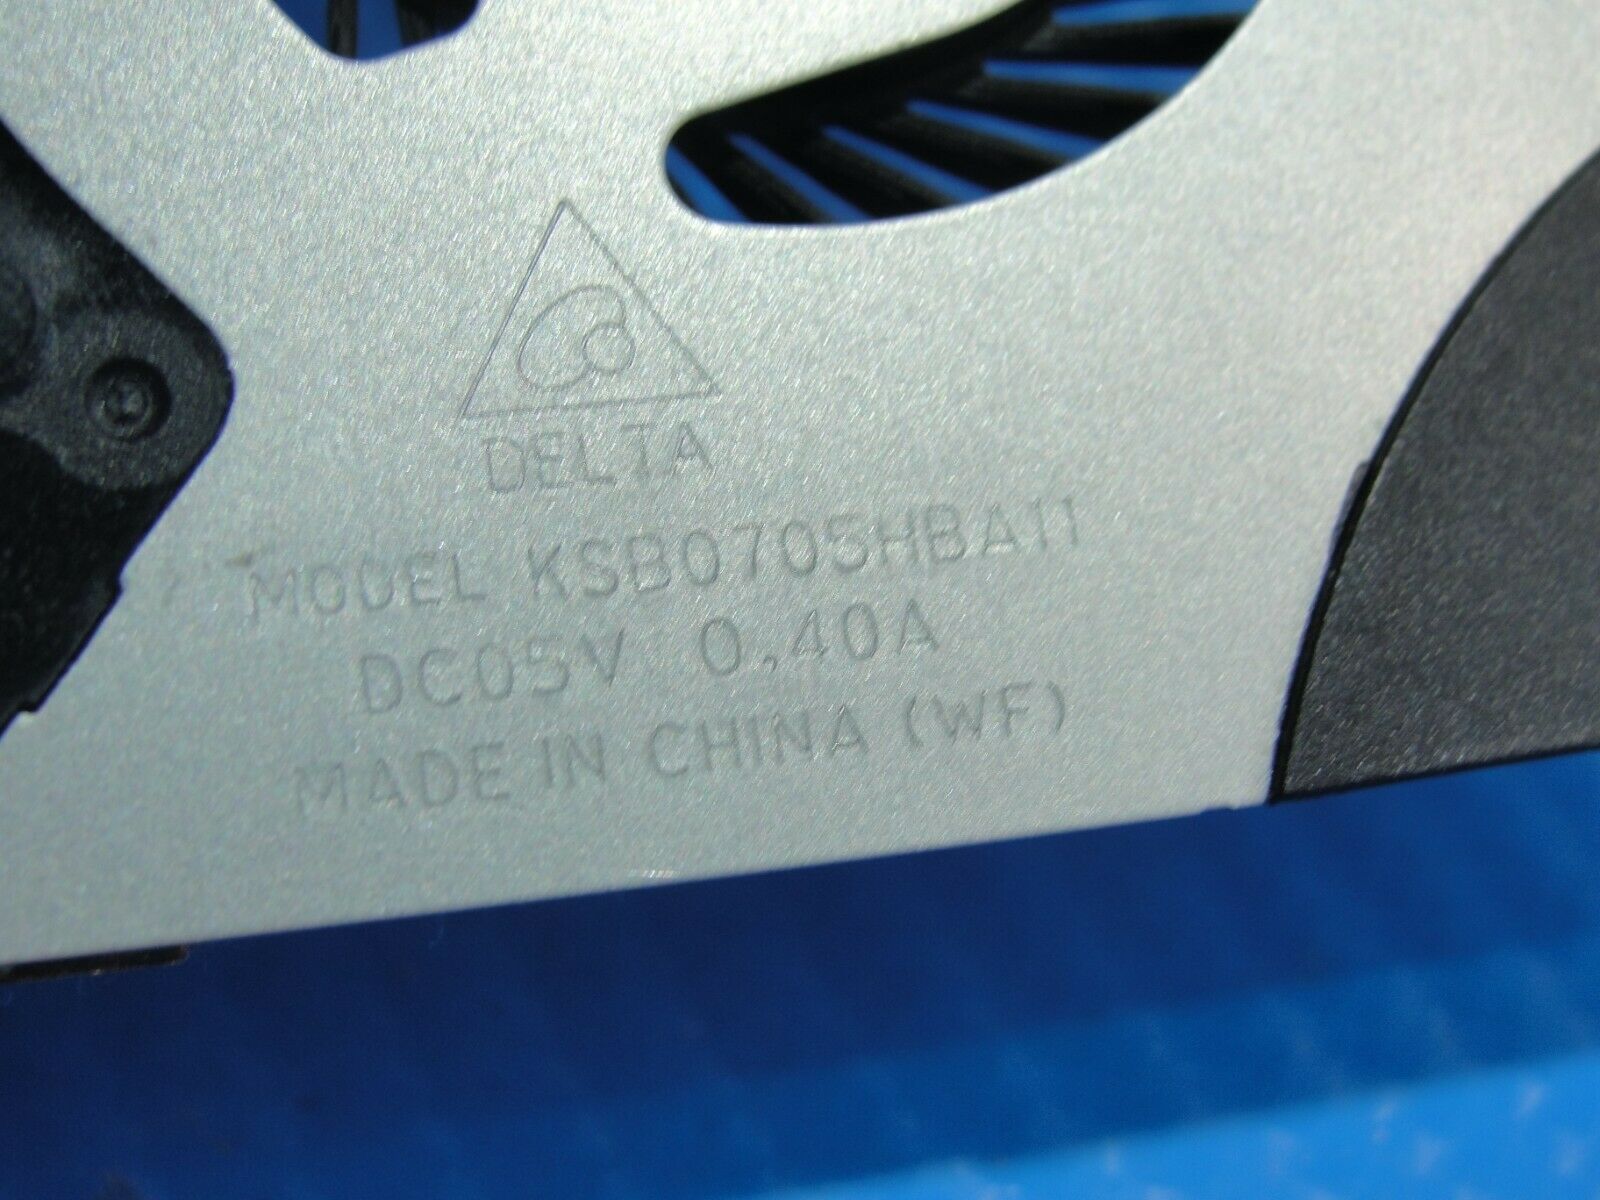 DELTA
MODEL KSB0705HBA11
DC05V 0.40A
MADE IN CHINA (WF)